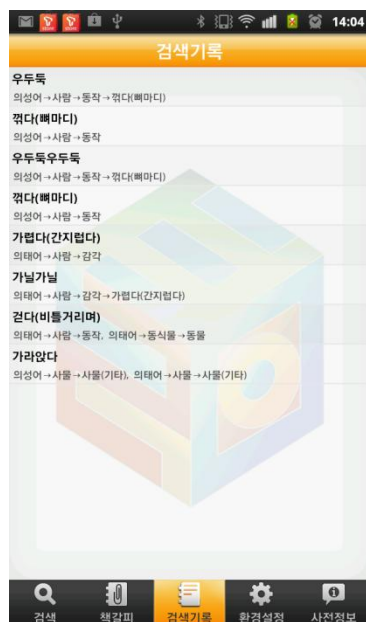 14:04
검색기록
우두둑
의성어→사람→동작→꺾다(뼈마디)
꺾다(뼈마디)
의성어→사람→동작
우두둑우두둑
의성어→사람→동작→꺾다(뼈마디)
꺾다(뼈마디)
의성어→사람→동작
가렵다(간지럽다)
의태어→사람→감각
가닐가닐
의태어→사람→감각→가렵다(간지럽다)
걷다(비틀거리며)
의태어→사람→동작, 의태어→동식물→동물
가라앉다
의성어→사물→사물(기타), 의태어→사물→사물(기타)
검색 책갈피 검색기록 환경설정 사전정보